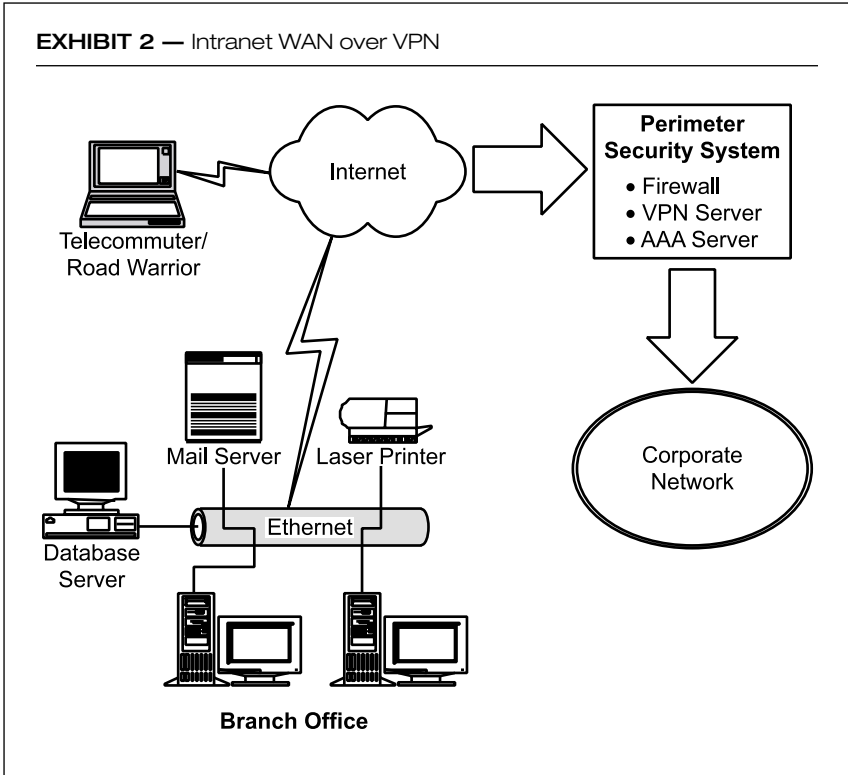 EXHIBIT 2 — Intranet WAN over VPN
Internet
Perimeter
Security System
• Firewall
• VPN Server
• AAA Server
Telecommuter/
Road Warrior
Mail Server
Laser Printer
Corporate
Network
Ethernet
Database
Server
Branch Office